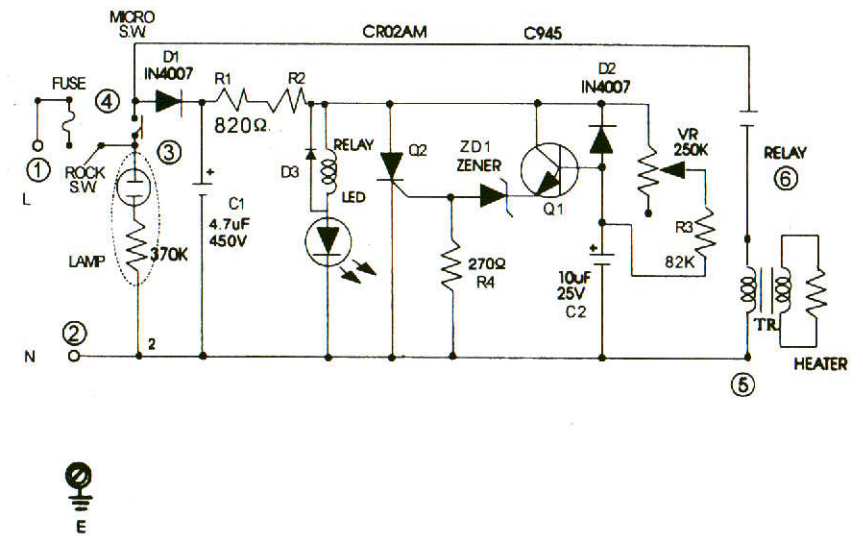 MICRO
S.W.
CR02AM
C945
D1
IN4007
R1
R2
D2
IN4007
FUSE
④
820Ω
RELAY
Q2
ZD1
ZENER
VR
250K
①
③
ROCK
S.W
D3
RELAY
⑥
L
+
C1
4.7uF
450V
LED
Q1
R3
LAMP
370K
270Ω
R4
+
10uF
25V
C2
82K
TR.
N
②
2
⑤
HEATER
E